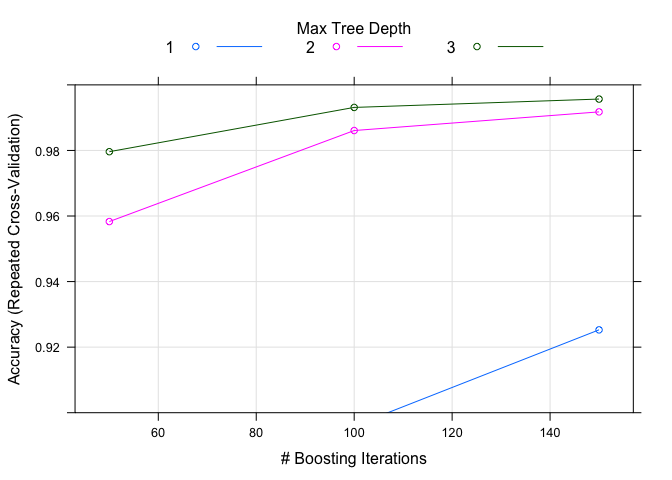 Max Tree Depth
1 2 3
Accuracy (Repeated Cross-Validation)
0.98
0.96
0.94
0.92
60 80 100 120 140
# Boosting Iterations